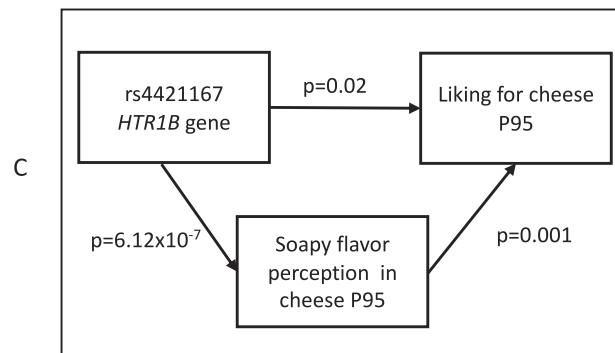 C
rs4421167
HTR1B gene
p=0.02
Liking for cheese
P95
p=6.12x10⁻⁷
Soapy flavor
perception in
cheese P95
p=0.001